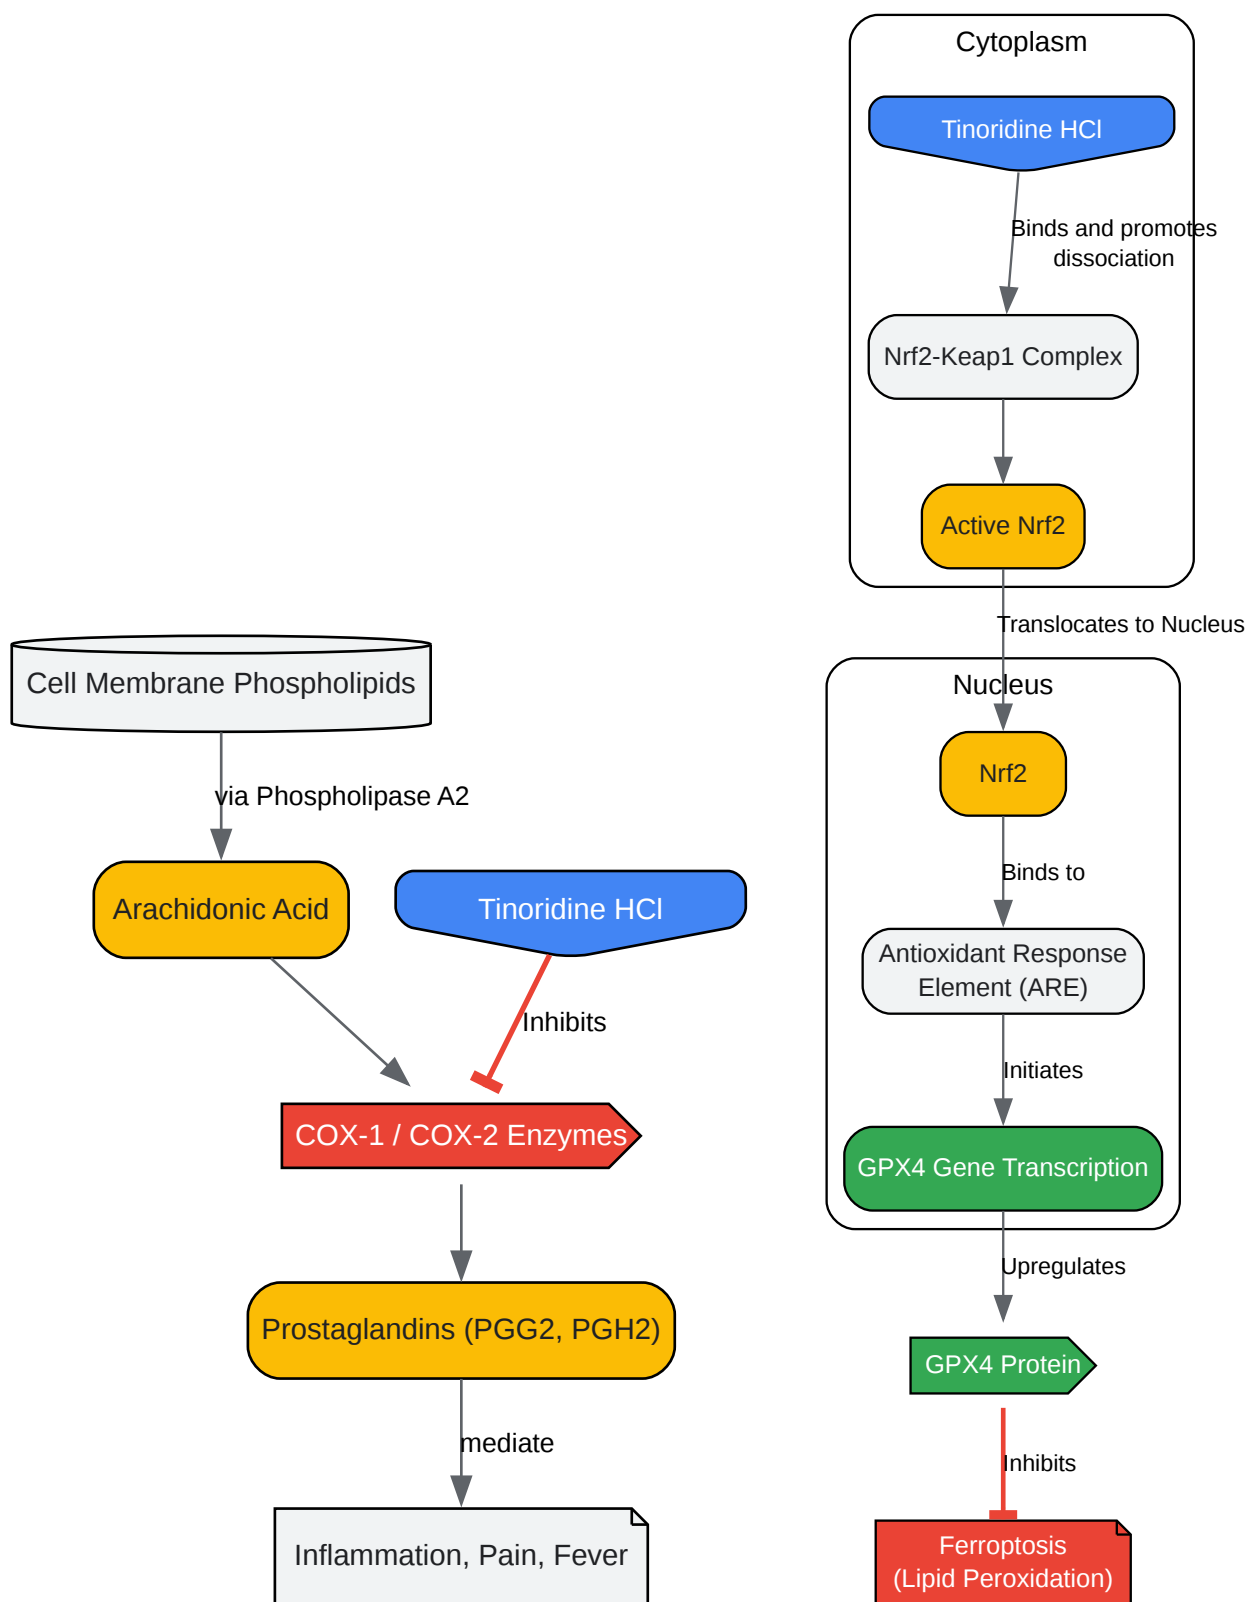 Cytoplasm
Tinoridine HCl
Binds and promotes
dissociation
Nrf2-Keap1 Complex
Active Nrf2
Translocates to Nucleus
Nucleus
Nrf2
Binds to
Antioxidant Response
Element (ARE)
Initiates
GPX4 Gene Transcription
Upregulates
GPX4 Protein
Inhibits
Ferroptosis
(Lipid Peroxidation)
Cell Membrane Phospholipids
via Phospholipase A2
Arachidonic Acid
Tinoridine HCl
Inhibits
COX-1 / COX-2 Enzymes
Prostaglandins (PGG2, PGH2)
mediate
Inflammation, Pain, Fever